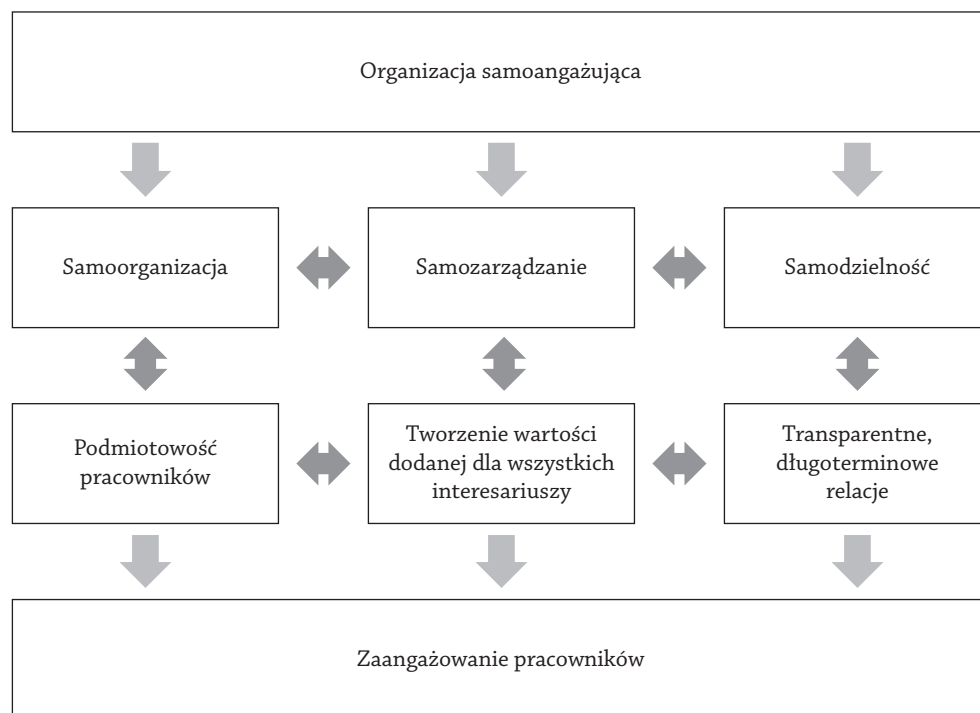 Organizacja samoangażująca
Samoorganizacja
Samozarządzanie
Samodzielność
Podmiotowość
pracowników
Tworzenie wartości
dodanej dla wszystkich
interesariuszy
Transparentne,
długoterminowe
relacje
Zaangażowanie pracowników